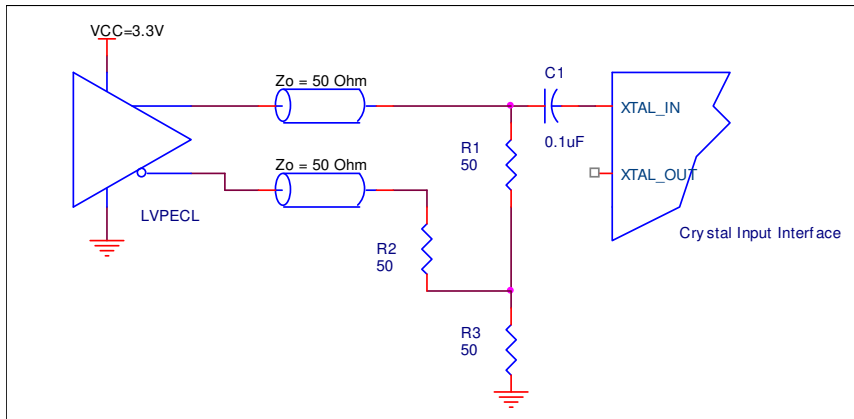 VCC=3.3V
Zo = 50 Ohm
C1
0.1uF
XTAL_IN
R1
50
Zo = 50 Ohm
XTAL_OUT
LVPECL
Crystal Input Interface
R2
50
R3
50